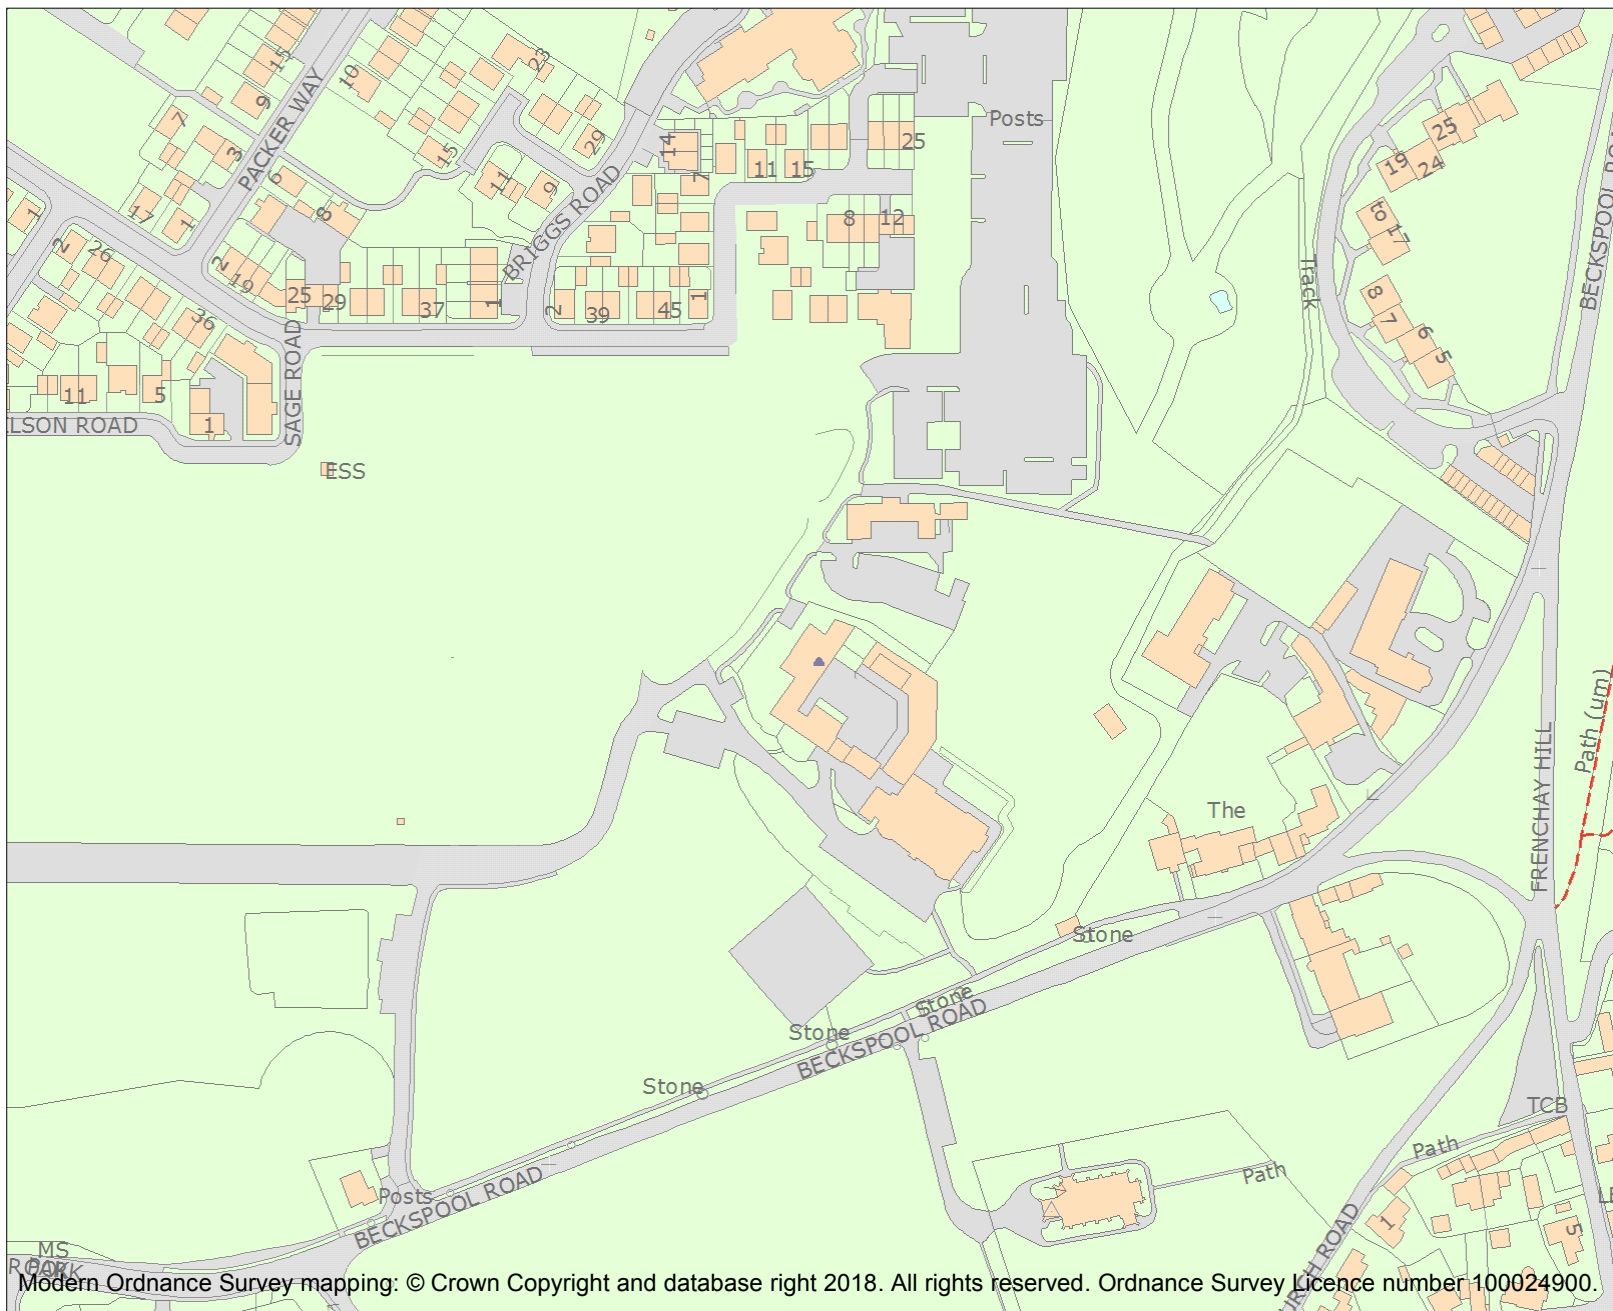 23
15
10
9
PACKER WAY
7
3
15
29
14
Posts
25
25
11
15
19
24
6
11
9
7
BRIGGS ROAD
17
1
1
8
8
12
to
17
2
26
2
19
25
29
37
1
2
39
45
1
Track
8
7
6
5
BECKSPOOL
36
SAGE ROAD
11
5
1
ELSON ROAD
ESS
Path (um)
FRENCHAY HILL
The
Stone
Stone
Stone
BECKSPOOL ROAD
Stone
TCB
Path
Path
Posts
BECKSPOOL ROAD
1
5
MS
PARK
Modern Ordnance Survey mapping: © Crown Copyright and database right 2018. All rights reserved. Ordnance Survey Licence number 100024900.